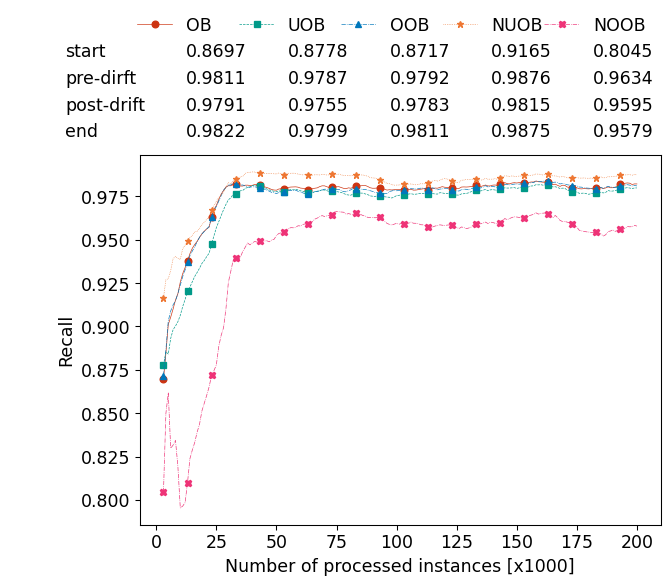 OB UOB OOB NUOB NOOB
start 0.8697 0.8778 0.8717 0.9165 0.8045
pre-dirft 0.9811 0.9787 0.9792 0.9876 0.9634
post-drift 0.9791 0.9755 0.9783 0.9815 0.9595
end 0.9822 0.9799 0.9811 0.9875 0.9579
0.975
0.950
0.925
0.900
0.875
0.850
0.825
0.800
Recall
0 25 50 75 100 125 150 175 200
Number of processed instances [x1000]